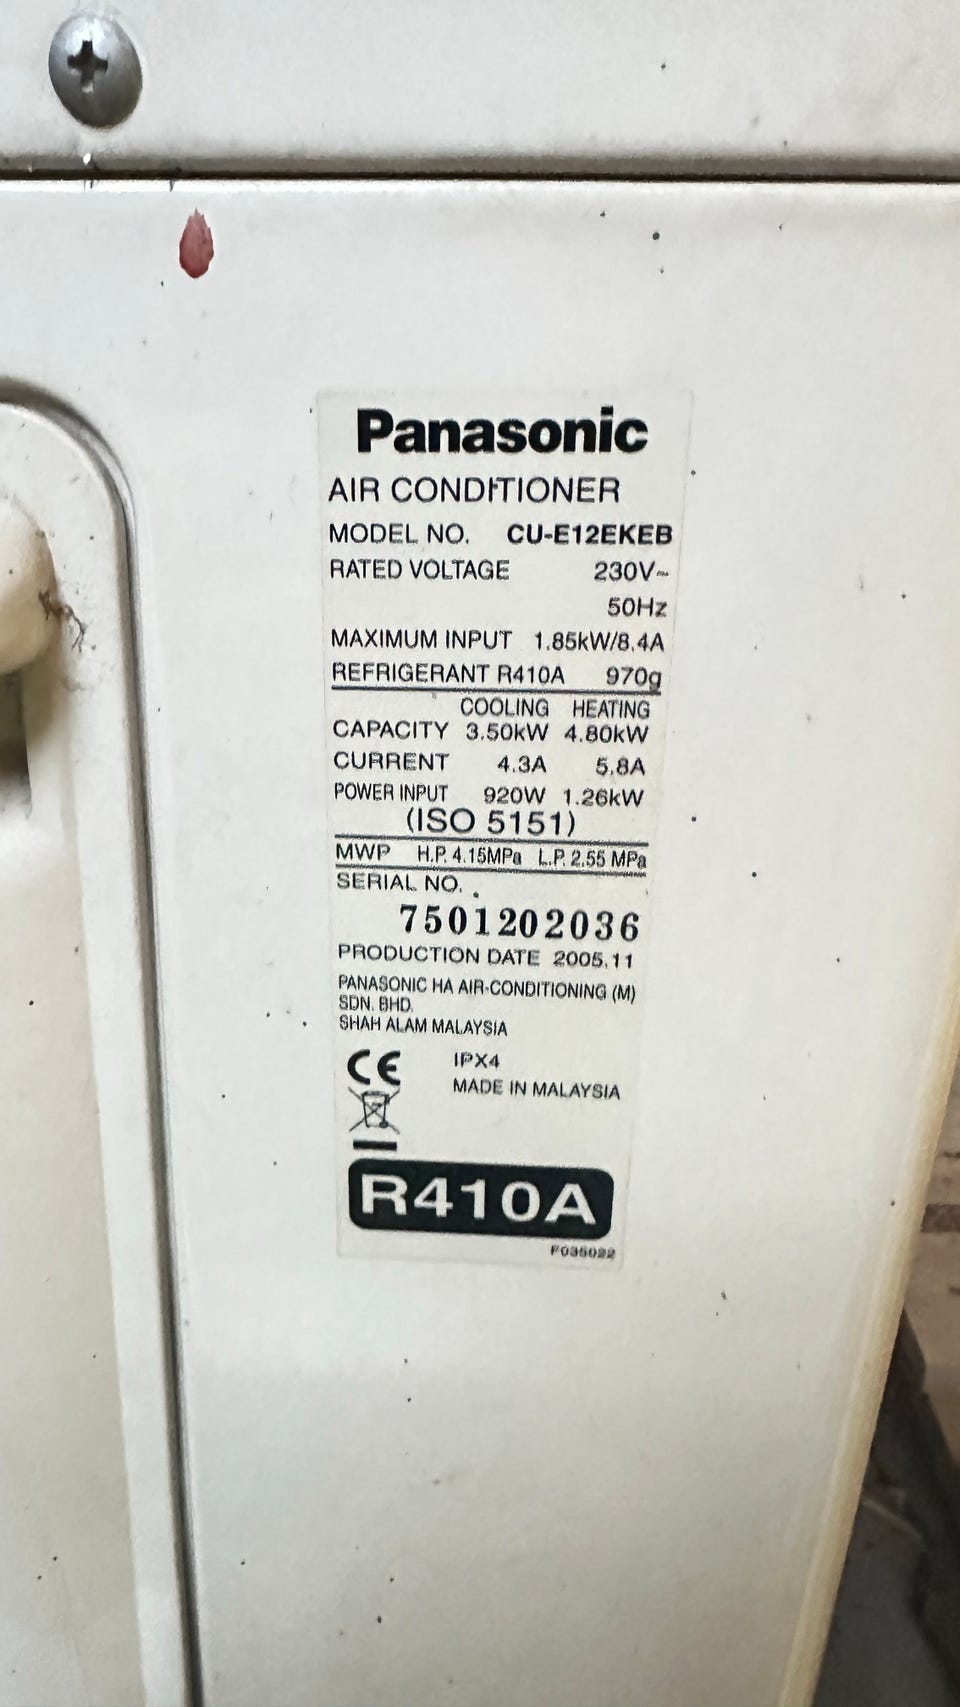 Panasonic
AIR CONDITIONER
MODEL NO. CU-E12EKEB
RATED VOLTAGE 230V~
50Hz
MAXIMUM INPUT 1.85kW/8.4A
REFRIGERANT R410A 970g
COOLING HEATING
CAPACITY 3.50kW 4.80kW
CURRENT 4.3A 5.8A
POWER INPUT 920W 1.26kW
(ISO 5151)
MWP H.P. 4.15MPa L.P. 2.55 MPa
SERIAL NO.
7501202036
PRODUCTION DATE 2005.11
PANASONIC HA AIR-CONDITIONING (M)
SDN. BHD.
SHAH ALAM MALAYSIA
CE IPX4
MADE IN MALAYSIA
R410A
F035022